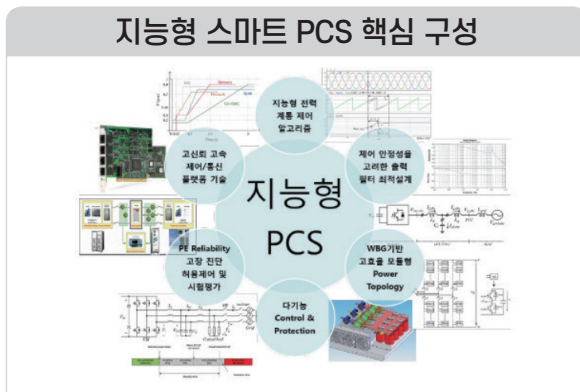 지능형 스마트 PCS 핵심 구성
지능형 전력
계통 제어
알고리즘
고신뢰 고속
제어/통신
플랫폼 기술
제어 안정성을
고려한 출력
필터 최적설계
지능형
PCS
PE Reliability
고장 진단
허용제어 및
시험평가
WBG기반
고효율 모듈형
Power
Topology
다기능
Control &
Protection